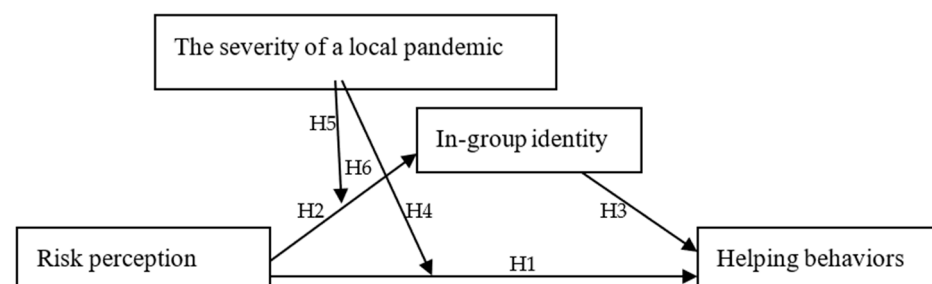 The severity of a local pandemic
H5
In-group identity
H6
H2
H4
H3
Risk perception
H1
Helping behaviors